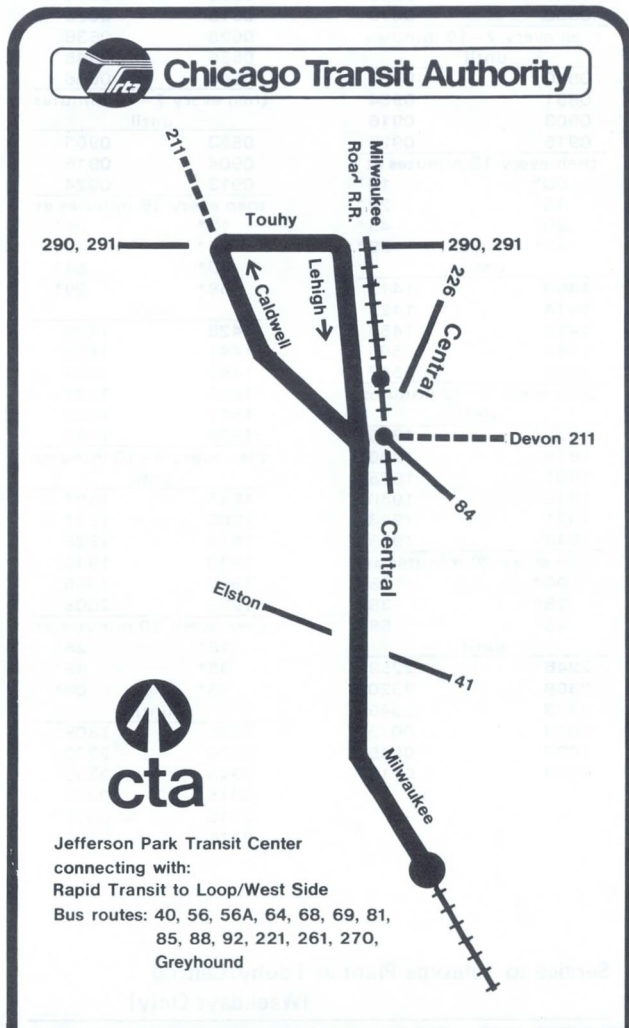 rta
Chicago Transit Authority
211
Milwaukee
Road R.R.
Touhy
290, 291
290, 291
Lehigh
Caldwell
226
Central
Devon 211
84
Central
Elston
41
Milwaukee
cta
Jefferson Park Transit Center
connecting with:
Rapid Transit to Loop/West Side
Bus routes: 40, 56, 56A, 64, 68, 69, 81,
85, 88, 92, 221, 261, 270,
Greyhound